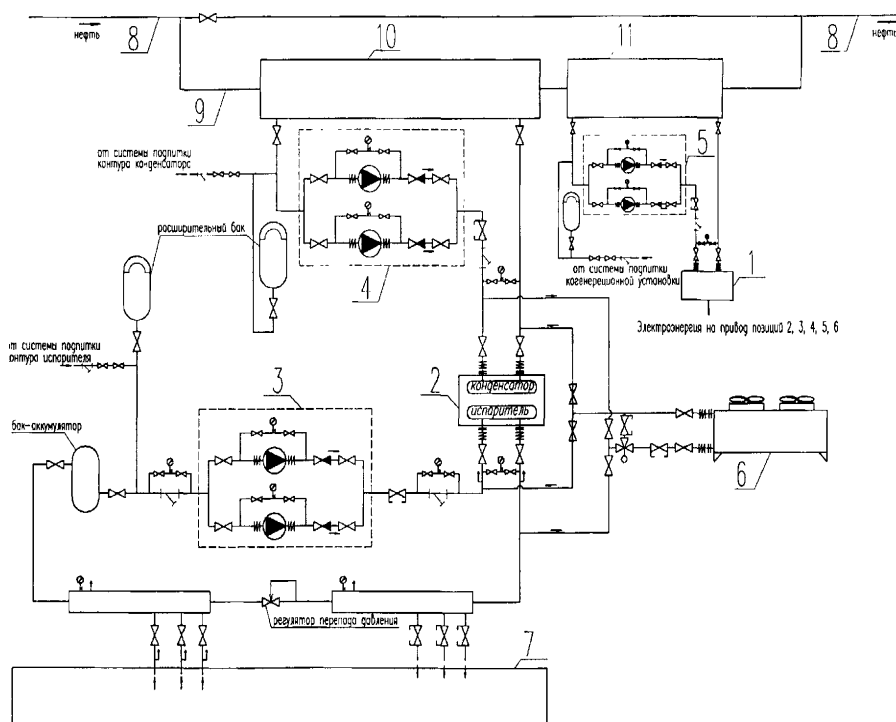 нефть
8
10
11
8
нефть
9
от системы подпитки
контура конденсатора
5
расширительный бак
4
от системы подпитки
когенереционной установки
1
Электроэнергия на привод позиций 2, 3, 4, 5, 6
от системы подпитки
контура испарителя
3
2
конденсатор
испаритель
бак-аккумулятор
6
регулятор перепада давления
7